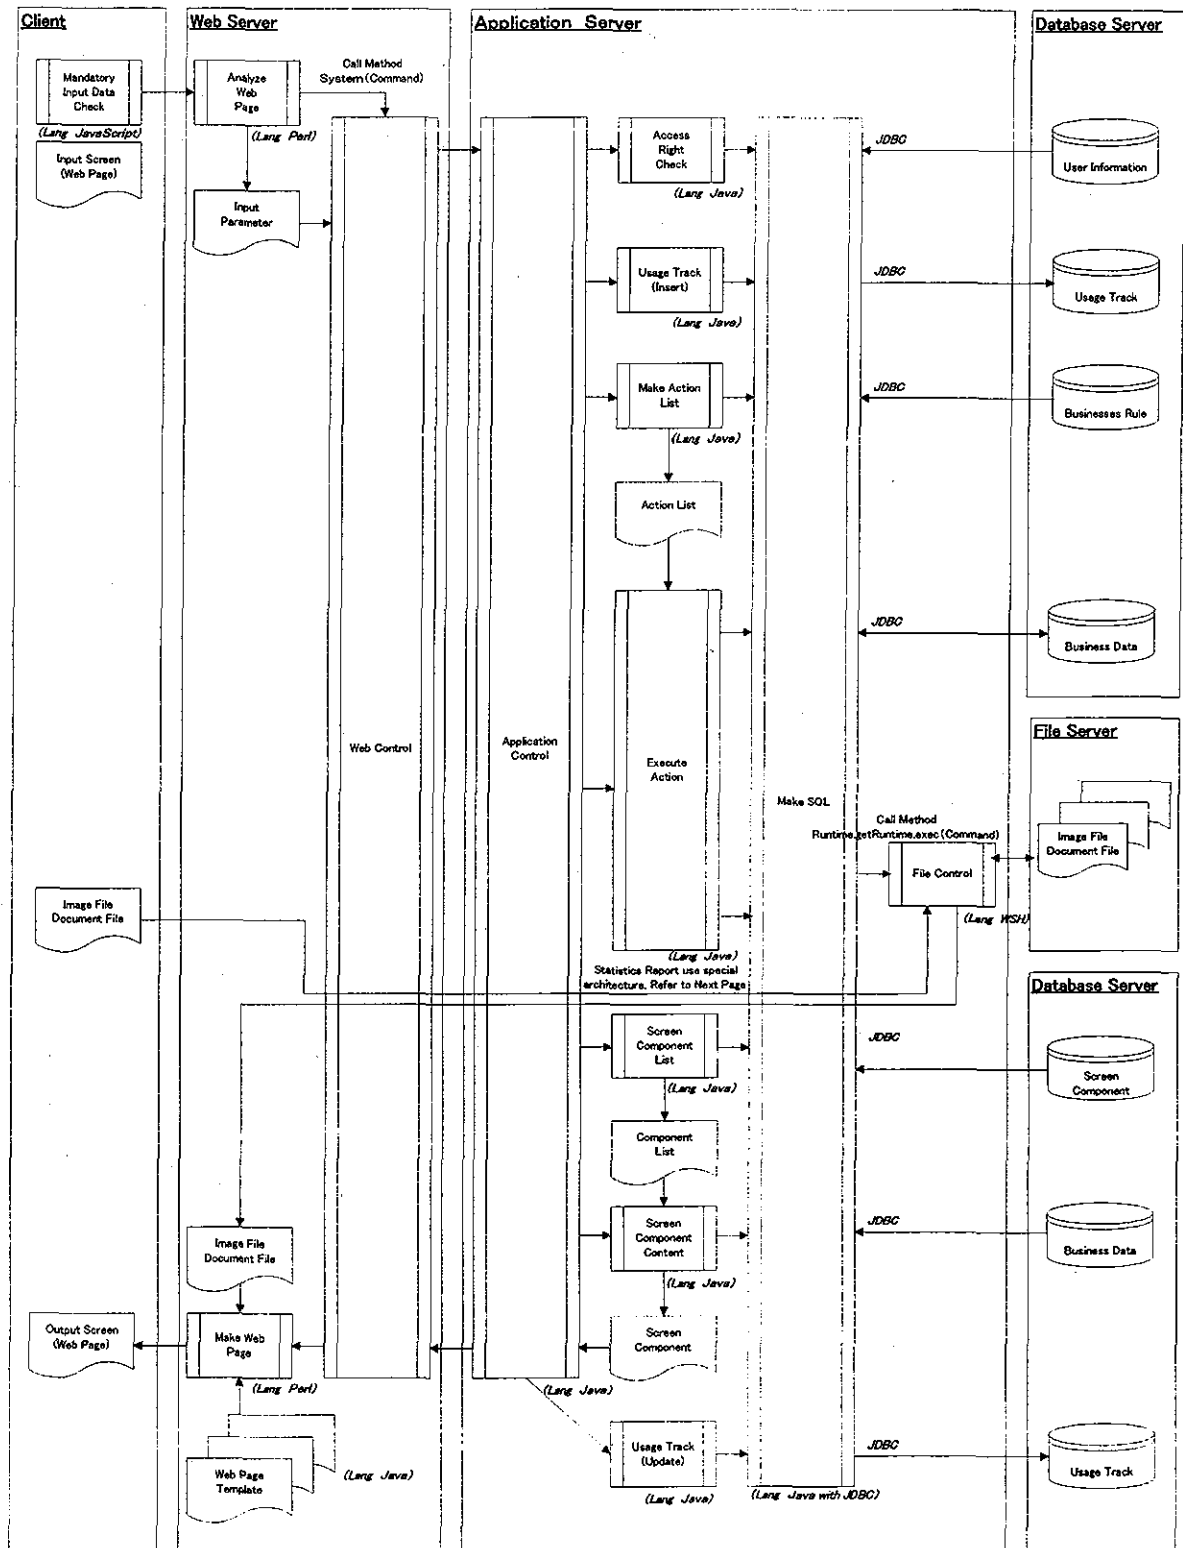 Client
Web Server
Application Server
Database Server
Mandatory
Input Data
Check
(Lang JavaScript)
Input Screen
(Web Page)
Analyze
Web
Page
(Lang Perl)
Input
Parameter
Call Method
System(Command)
Access
Right
Check
(Lang Java)
JDBC
User Information
Usage Track
(Insert)
(Lang Java)
JDBC
Usage Track
Make Action
List
(Lang Java)
JDBC
Businesses Rule
Action List
JDBC
Business Data
Web Control
Application
Control
Execute
Action
Make SQL
File Server
Call Method
Runtime.getRuntime.exec(Command)
File Control
(Lang WSH)
Image File
Document File
Image File
Document File
(Lang Java)
Statistics Report use special
architecture. Refer to Next Page
Database Server
Screen
Component
List
(Lang Java)
JDBC
Screen
Component
Component
List
Screen
Component
Content
(Lang Java)
JDBC
Business Data
Image File
Document File
Output Screen
(Web Page)
Make Web
Page
(Lang Perl)
Screen
Component
(Lang Java)
Web Page
Template
(Lang Java)
Usage Track
(Update)
(Lang Java)
(Lang Java with JDBC)
JDBC
Usage Track